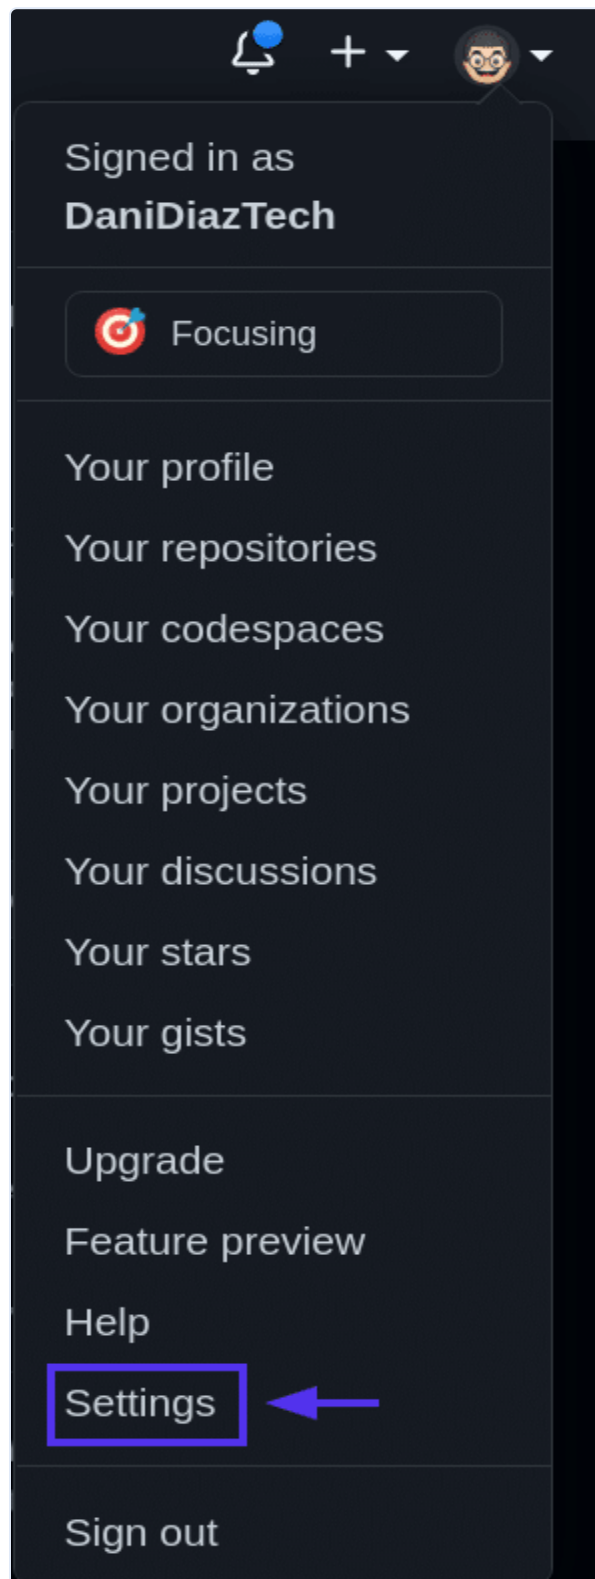 Signed in as
DaniDiazTech
Focusing
Your profile
Your repositories
Your codespaces
Your organizations
Your projects
Your discussions
Your stars
Your gists
Upgrade
Feature preview
Help
Settings
Sign out